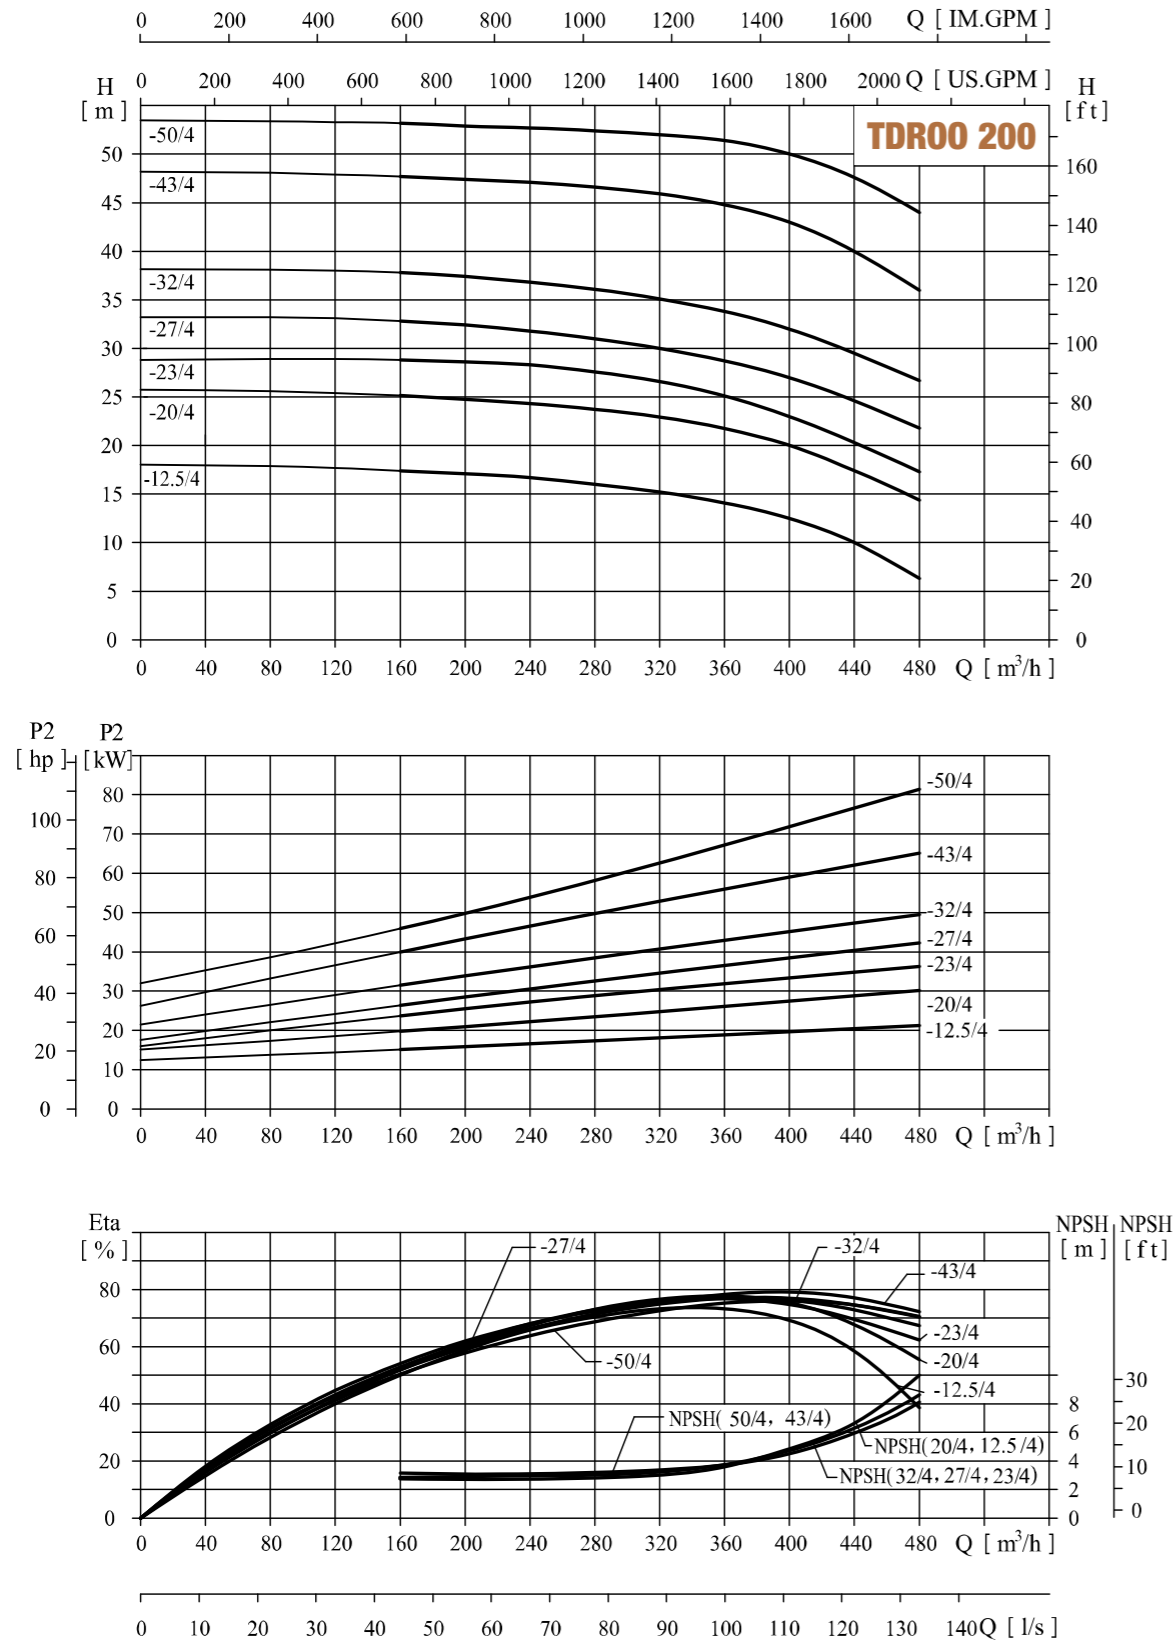 0 200 400 600 800 1000 1200 1400 1600 Q [ IM.GPM ]
0 200 400 600 800 1000 1200 1400 1600 1800 2000 Q [ US.GPM ]
H
[ m ]
H
[ft]
TDROO 200
-50/4
-43/4
-32/4
-27/4
-23/4
-20/4
-12.5/4
50
45
40
35
30
25
20
15
10
5
0
160
140
120
100
80
60
40
20
0
0 40 80 120 160 200 240 280 320 360 400 440 480 Q [ m³/h ]
P2
[ hp ]
P2
[kW]
100
80
60
40
20
0
80
70
60
50
40
30
20
10
0
-50/4
-43/4
-32/4
-27/4
-23/4
-20/4
-12.5/4
0 40 80 120 160 200 240 280 320 360 400 440 480 Q [ m³/h ]
Eta
[ % ]
NPSH
[ m ]
NPSH
[ft]
80
60
40
20
0
-27/4
-32/4
-43/4
-50/4
-23/4
-20/4
-12.5/4
NPSH( 50/4, 43/4)
NPSH(20/4, 12.5/4)
NPSH(32/4, 27/4, 23/4)
8
6
4
2
0
30
20
10
0
0 40 80 120 160 200 240 280 320 360 400 440 480 Q [ m³/h ]
0 10 20 30 40 50 60 70 80 90 100 110 120 130 140 Q [ l/s ]